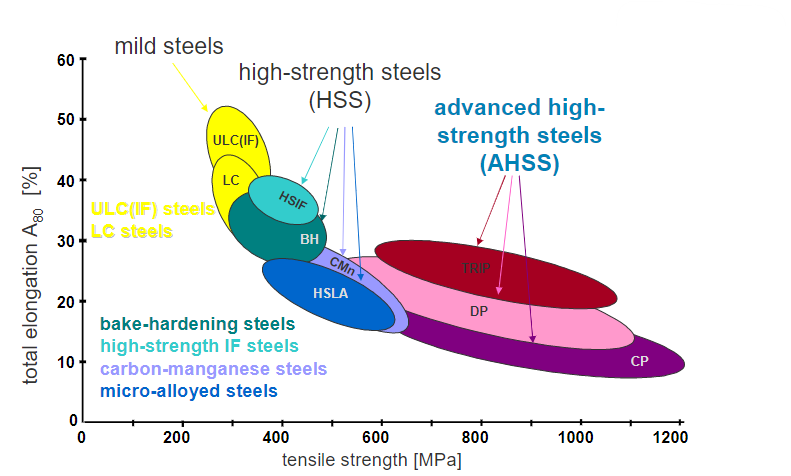 mild steels
high-strength steels
(HSS)
advanced high-
strength steels
(AHSS)
total elongation A80 [%]
60
50
40
30
20
10
0
ULC(IF)
LC
HSIF
BH
CMn
HSLA
TRIP
DP
CP
ULC(IF) steels
LC steels
bake-hardening steels
high-strength IF steels
carbon-manganese steels
micro-alloyed steels
0 200 400 600 800 1000 1200
tensile strength [MPa]